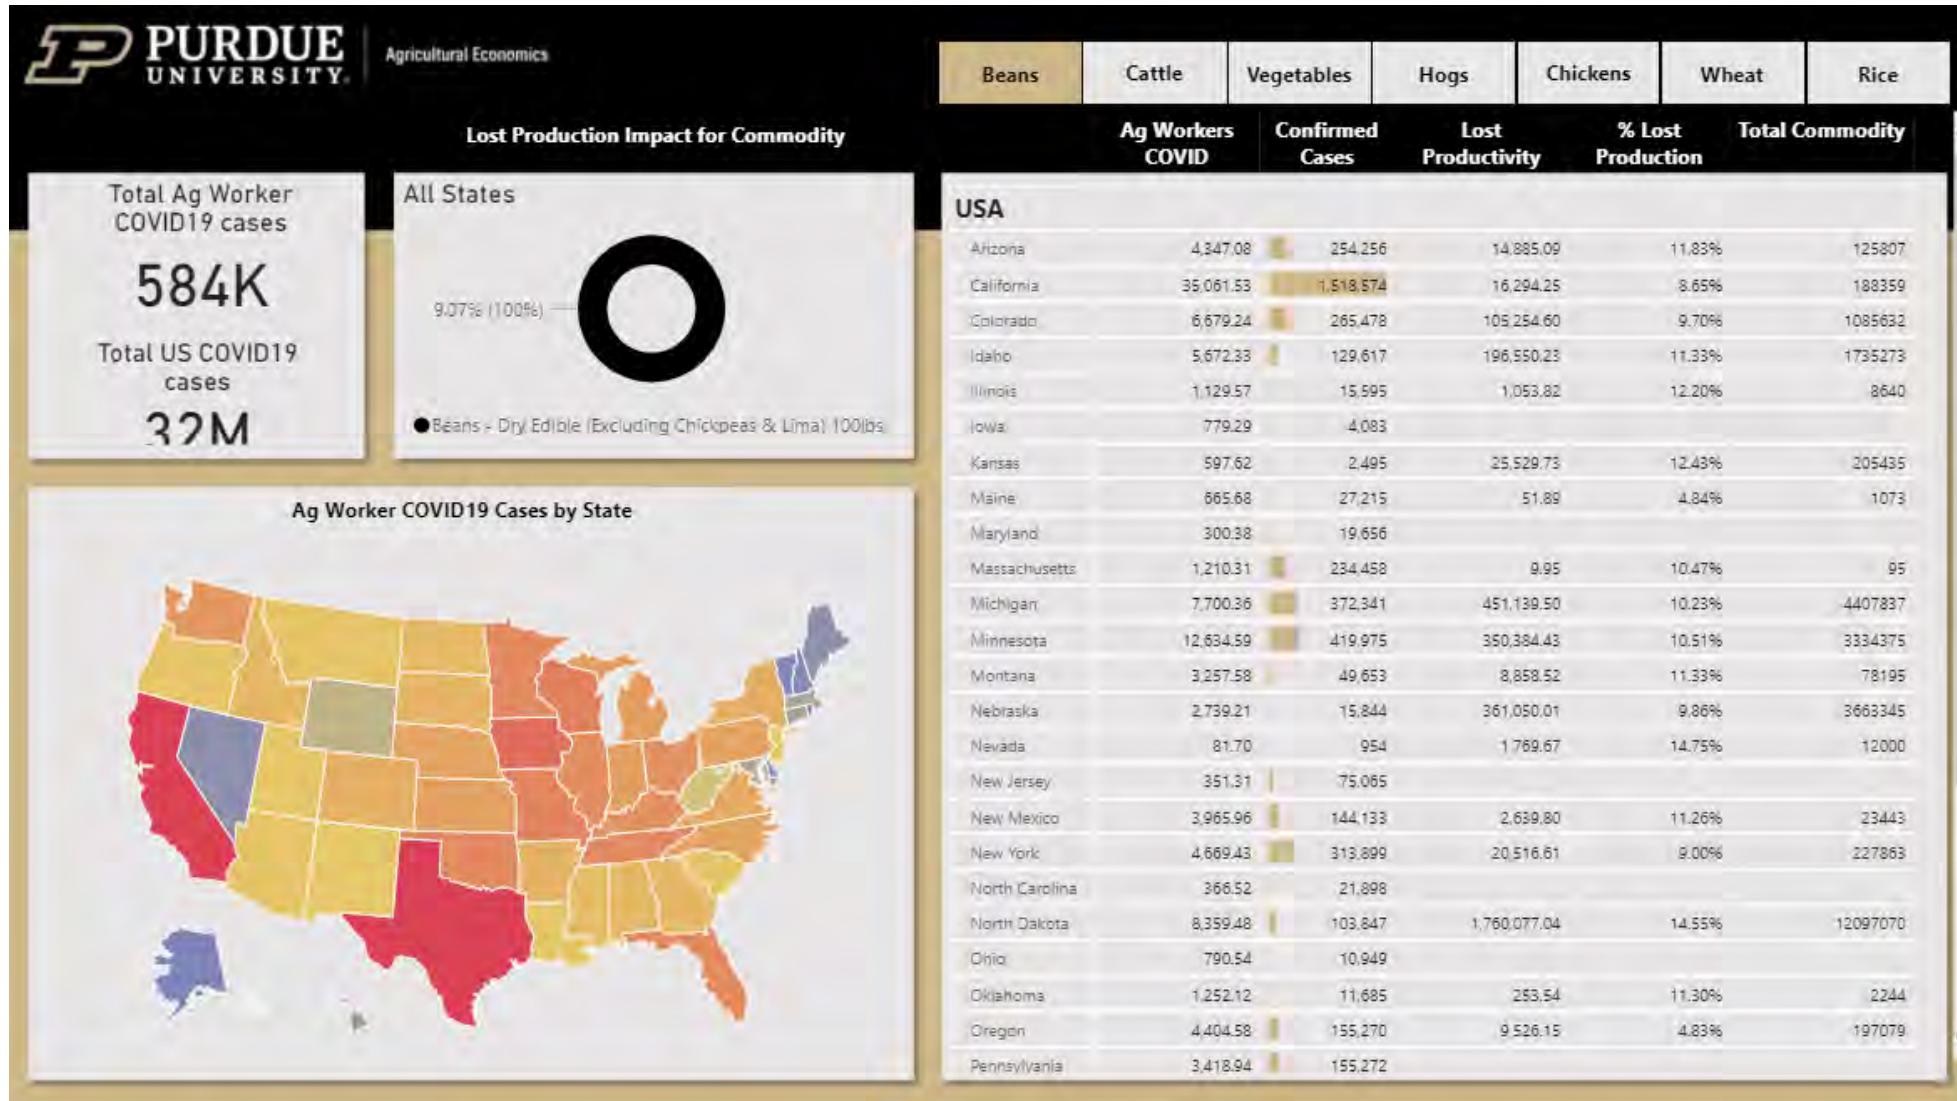 PURDUE
UNIVERSITY.
Agricultural Economics
Beans Cattle Vegetables Hogs Chickens Wheat Rice
Lost Production Impact for Commodity
Ag Workers COVID Confirmed Cases Lost Productivity % Lost Production Total Commodity
Total Ag Worker
COVID19 cases
584K
Total US COVID19
cases
32M
All States
9.07% (100%)
Beans - Dry Edible (Excluding Chickpeas & Lima) 100lbs
Ag Worker COVID19 Cases by State
USA
Arizona 4,347.08 254,256 14,885.09 11.83% 125807
California 35,061.53 1,518,574 16,294.25 8.65% 188359
Colorado 6,679.24 265,478 105,254.60 9.70% 1085632
Idaho 5,672.33 129,617 196,550.23 11.33% 1735273
Illinois 1,129.57 15,595 1,053.82 12.20% 8640
Iowa 779.29 4,083
Kansas 597.62 2,495 25,529.73 12.43% 205435
Maine 665.68 27,215 51.89 4.84% 1073
Maryland 300.38 19,656
Massachusetts 1,210.31 234,458 9.95 10.47% 95
Michigan 7,700.36 372,341 451,139.50 10.23% 4407837
Minnesota 12,634.59 419,975 350,384.43 10.51% 3334375
Montana 3,257.58 49,653 8,858.52 11.33% 78195
Nebraska 2,739.21 15,844 361,050.01 9.86% 3663345
Nevada 81.70 954 1,769.67 14.75% 12000
New Jersey 351.31 75,065
New Mexico 3,965.96 144,133 2,639.80 11.26% 23443
New York 4,669.43 313,899 20,516.61 9.00% 227863
North Carolina 366.52 21,898
North Dakota 8,359.48 103,847 1,760,077.04 14.55% 12097070
Ohio 790.54 10,949
Oklahoma 1,252.12 11,685 253.54 11.30% 2244
Oregon 4,404.58 155,270 9,526.15 4.83% 197079
Pennsylvania 3,418.94 155,272